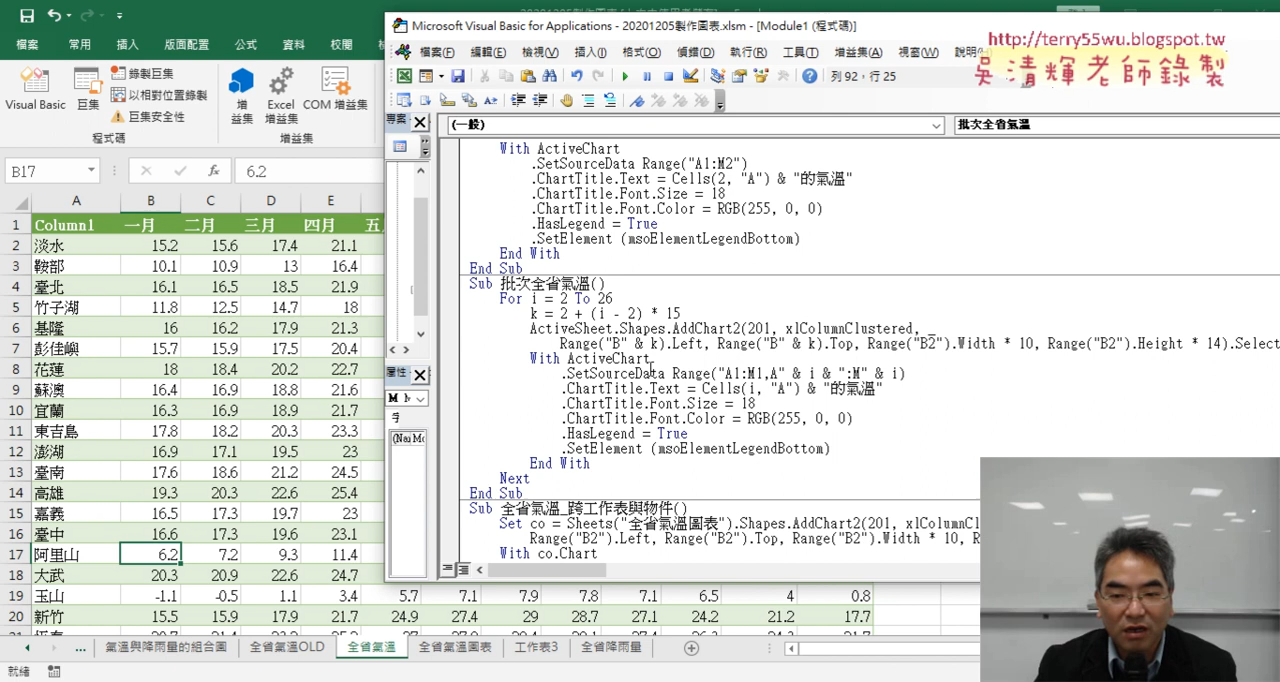 檔案 常用 插入 版面配置 公式 資料 校閱
Visual Basic
巨集
錄製巨集
以相對位置錄製
巨集安全性
程式碼
增益集
Excel 增益集
COM 增益集
增益集
B17
6.2
A B C D E
1 Column1 一月 二月 三月 四月
2 淡水 15.2 15.6 17.4 21.1
3 鞍部 10.1 10.9 13 16.4
4 臺北 16.1 16.5 18.5 21.9
5 竹子湖 11.8 12.5 14.7 18
6 基隆 16 16.2 17.9 21.3
7 彭佳嶼 15.7 15.9 17.5 20.4
8 花蓮 18 18.4 20.2 22.7
9 蘇澳 16.4 16.9 18.8 21.6
10 宜蘭 16.3 16.9 18.9 21.7
11 東吉島 17.8 18.2 20.3 23.3
12 澎湖 16.9 17.1 19.5 23
13 臺南 17.6 18.6 21.2 24.5
14 高雄 19.3 20.3 22.6 25.4
15 嘉義 16.5 17.3 19.7 23
16 臺中 16.6 17.3 19.6 23.1
17 阿里山 6.2 7.2 9.3 11.4
18 大武 20.3 20.9 22.6 24.7
19 玉山 -1.1 -0.5 1.1 3.4 5.7 7.1 7.9 7.8 7.1 6.5 4 0.8
20 新竹 15.5 15.9 17.9 21.7 24.9 27.4 29 28.7 27.1 24.2 21.2 17.7
... 氣溫與降雨量的組合圖 全省氣溫OLD 全省氣溫 全省氣溫圖表 工作表3 全省降雨量
就緒
Microsoft Visual Basic for Applications - 20201205製作圖表.xlsm - [Module1 (程式碼)]
檔案(F) 編輯(E) 檢視(V) 插入(I) 格式(O) 偵錯(D) 執行(R) 工具(T) 增益集(A) 視窗(W)
列 92，行 25
http://terry55wu.blogspot.tw
吳清輝老師錄製
(一般) 批次全省氣溫
With ActiveChart
.SetSourceData Range("A1:M2")
.ChartTitle.Text = Cells(2, "A") & "的氣溫"
.ChartTitle.Font.Size = 18
.ChartTitle.Font.Color = RGB(255, 0, 0)
.HasLegend = True
.SetElement (msoElementLegendBottom)
End With
End Sub
Sub 批次全省氣溫()
For i = 2 To 26
k = 2 + (i - 2) * 15
ActiveSheet.Shapes.AddChart2(201, xlColumnClustered, _
Range("B" & k).Left, Range("B" & k).Top, Range("B2").Width * 10, Range("B2").Height * 14).Select
With ActiveChart
.SetSourceData Range("A1:M1,A" & i & ":M" & i)
.ChartTitle.Text = Cells(i, "A") & "的氣溫"
.ChartTitle.Font.Size = 18
.ChartTitle.Font.Color = RGB(255, 0, 0)
.HasLegend = True
.SetElement (msoElementLegendBottom)
End With
Next
End Sub
Sub 全省氣溫_跨工作表與物件()
Set co = Sheets("全省氣溫圖表").Shapes.AddChart2(201, xlColumnCl
Range("B2").Left, Range("B2").Top, Range("B2").Width * 10, R
With co.Chart